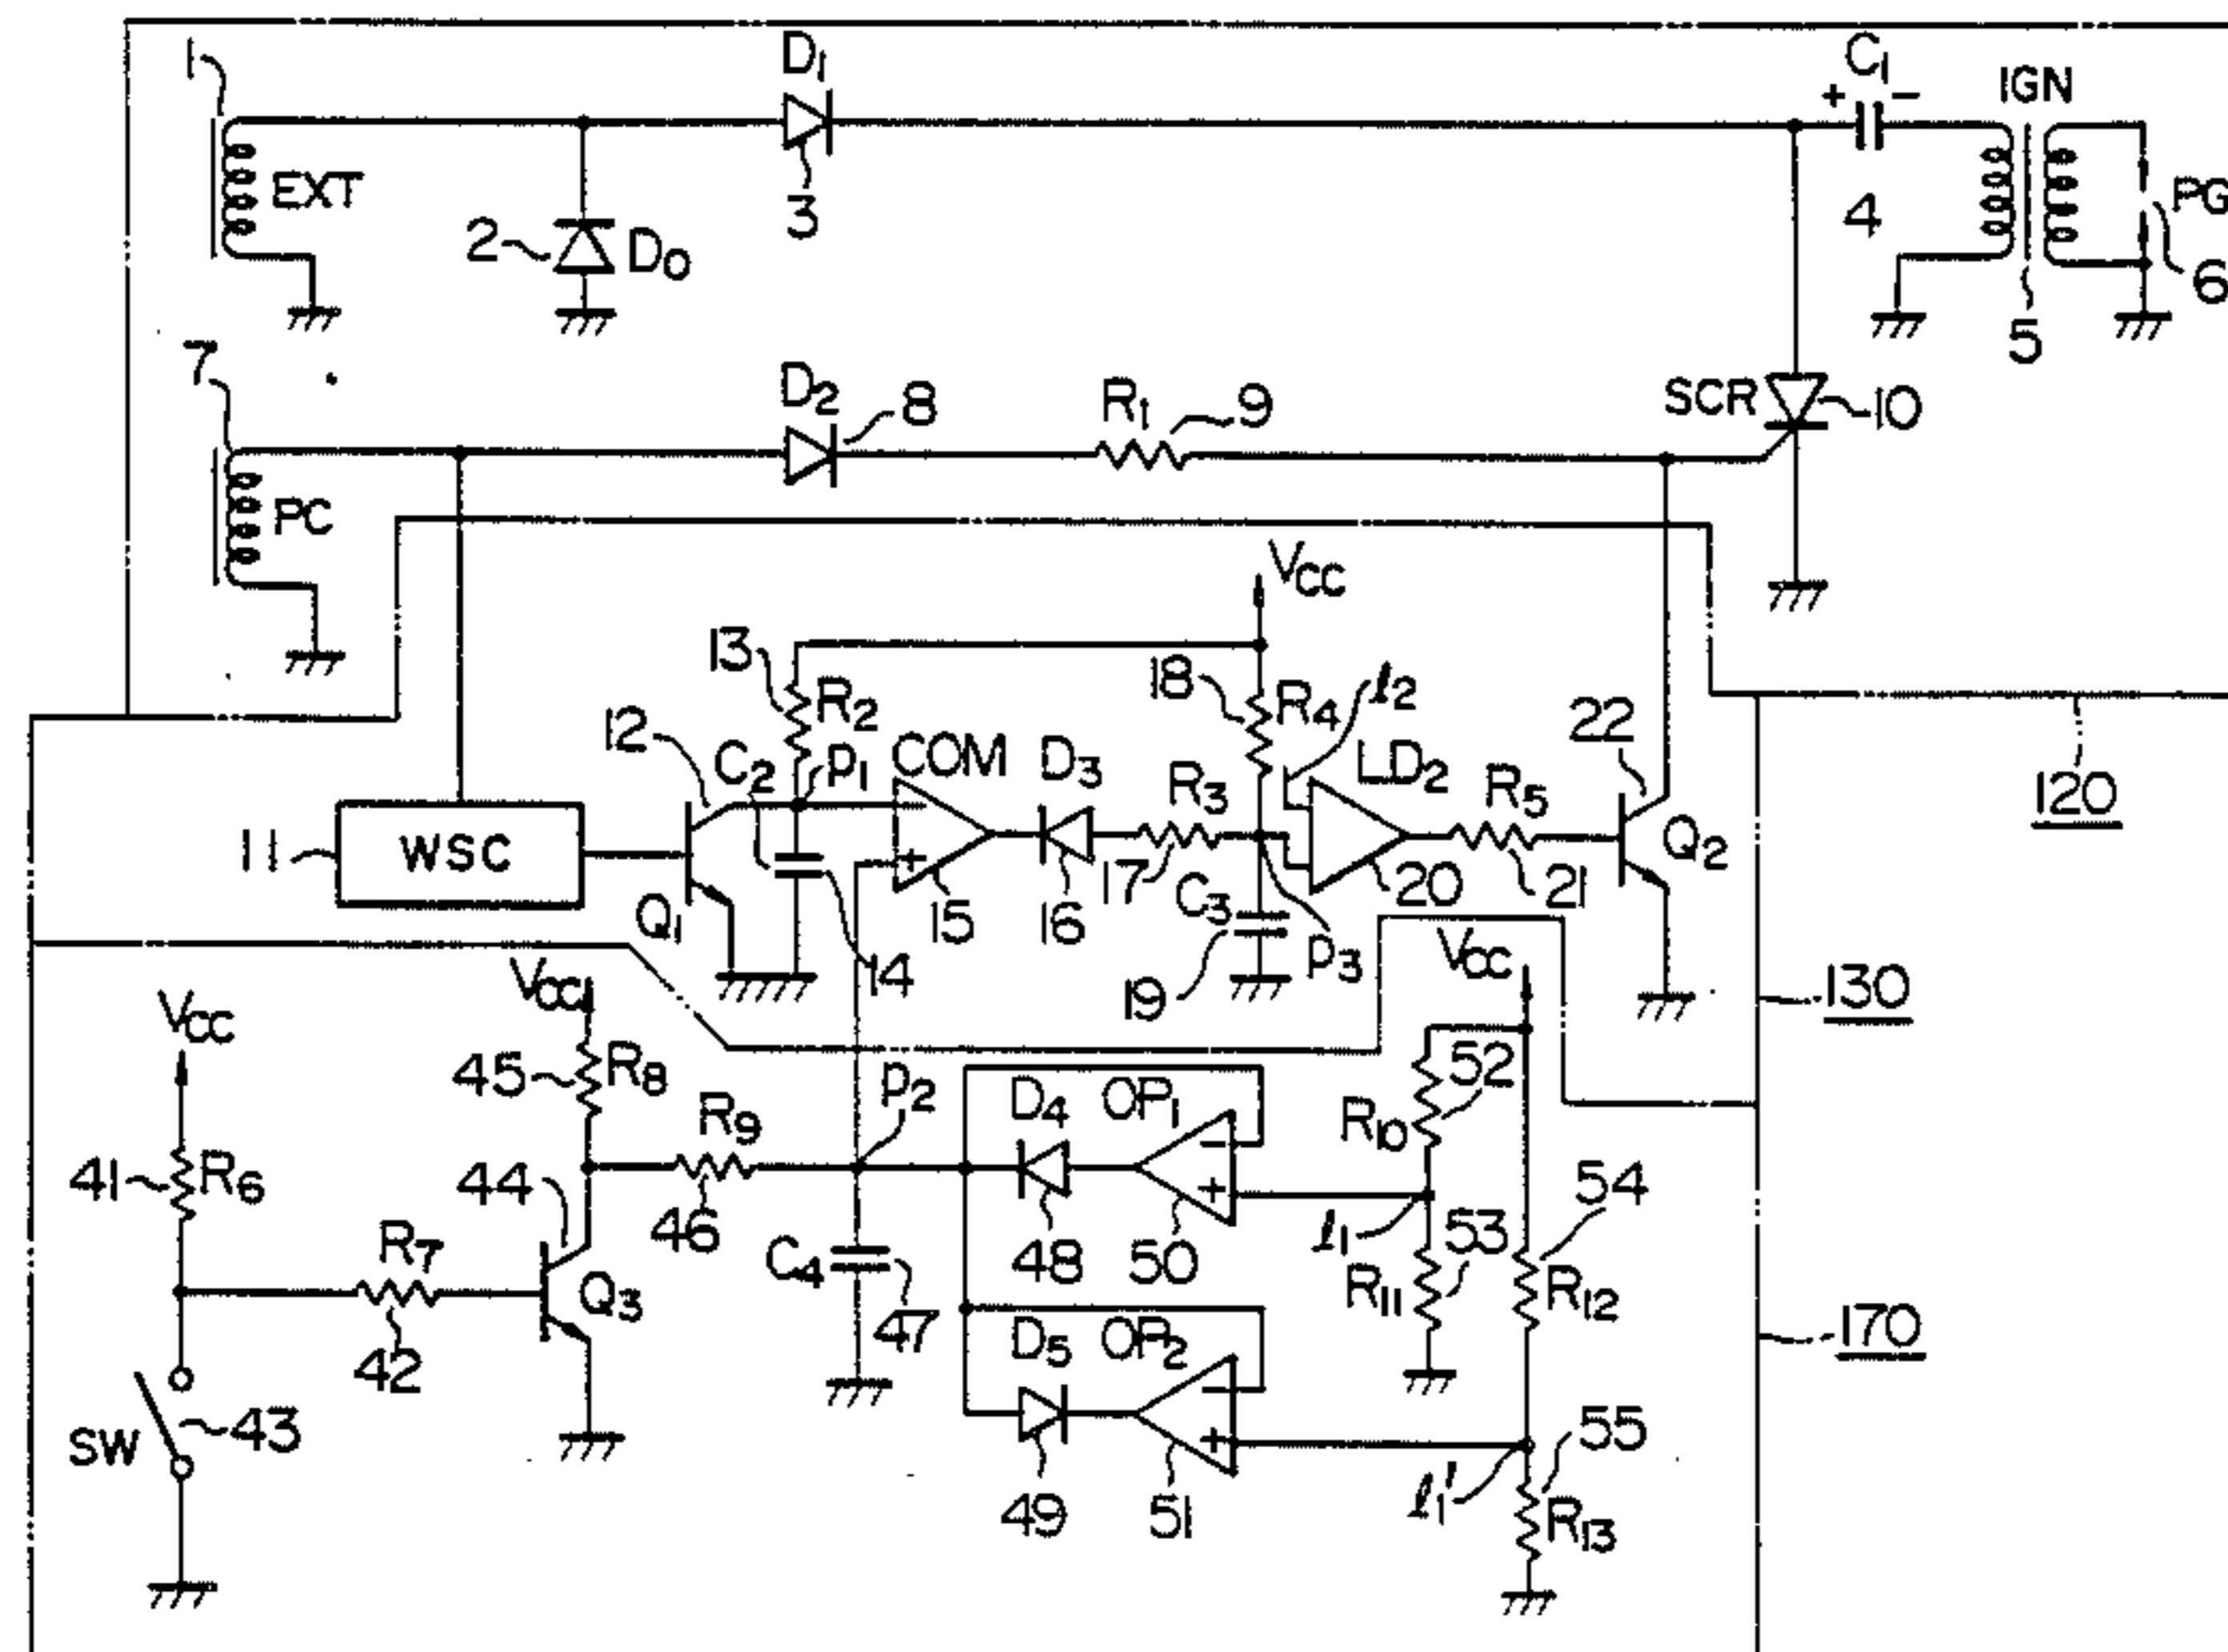 1
D1
C1
+ −
IGN
EXT
3
4
PG
2
D0
5
6
7
D2
8
R1
9
SCR
10
PC
VCC
13
R2
18
R4
l2
12
C2
P1
COM
D3
R3
LD2
R5
22
120
11
WSC
Q1
+
15
16
17
C3
20
21
Q2
14
19
P3
VCC
130
VCC
VCC
45
R8
P2
D4
OP1
52
R10
R9
−
41
R6
44
46
+
54
R7
C4
48
50
l1
53
R11
R12
Q3
47
42
D5
OP2
−
170
SW
43
+
55
49
51
l1'
R13